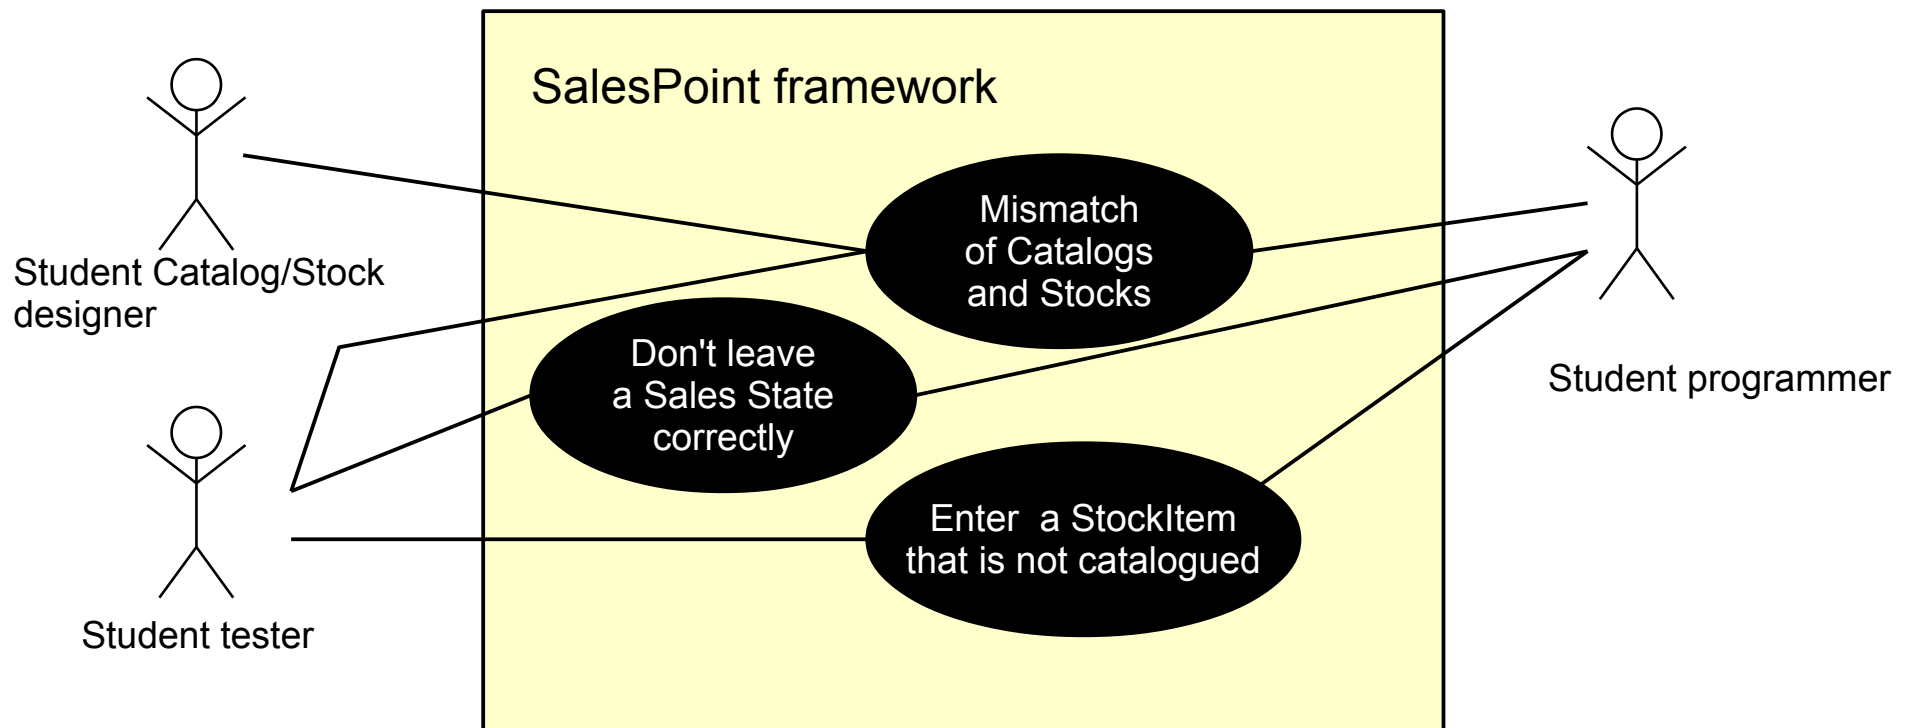 SalesPoint framework
Mismatch
of Catalogs
and Stocks
Student Catalog/Stock
designer
Don't leave
a Sales State
correctly
Student programmer
Enter  a StockItem
that is not catalogued
Student tester